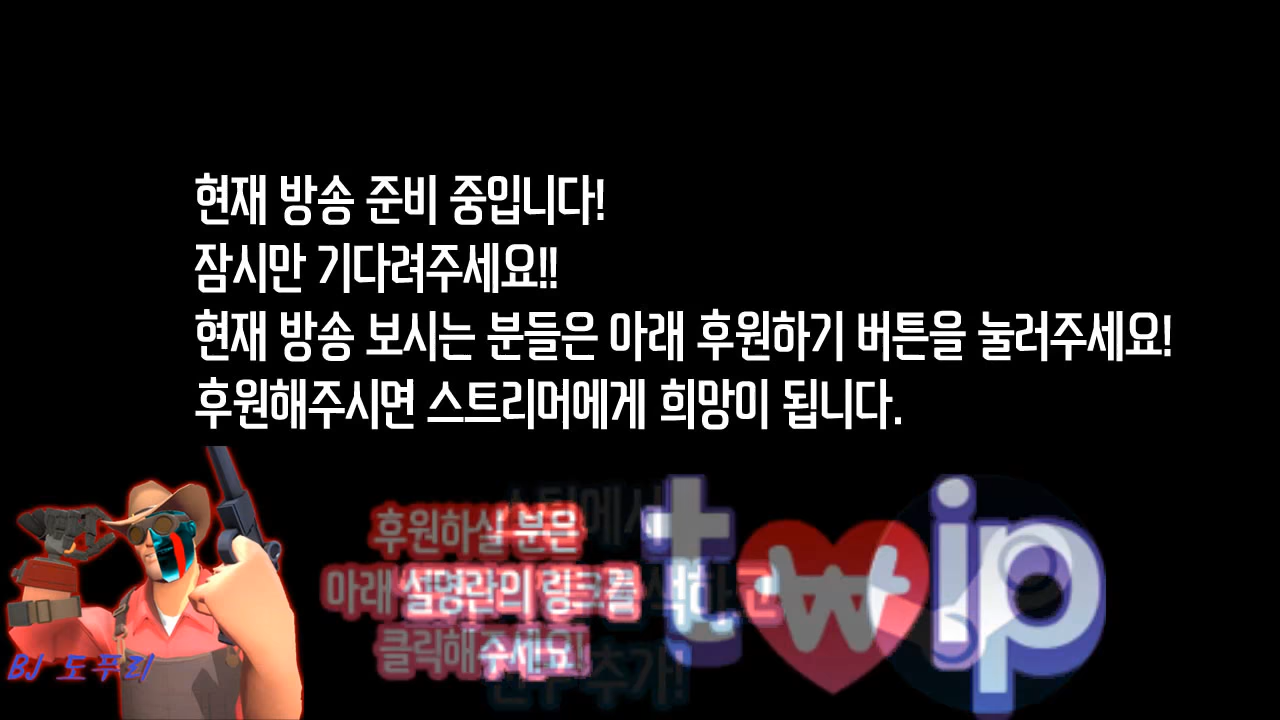 현재 방송 준비 중입니다!
잠시만 기다려주세요!!
현재 방송 보시는 분들은 아래 후원하기 버튼을 눌러주세요!
후원해주시면 스트리머에게 희망이 됩니다.
후원하실 분은
아래 설명란의 링크를
클릭해주세요!
추가!
twip
BJ 도푸리